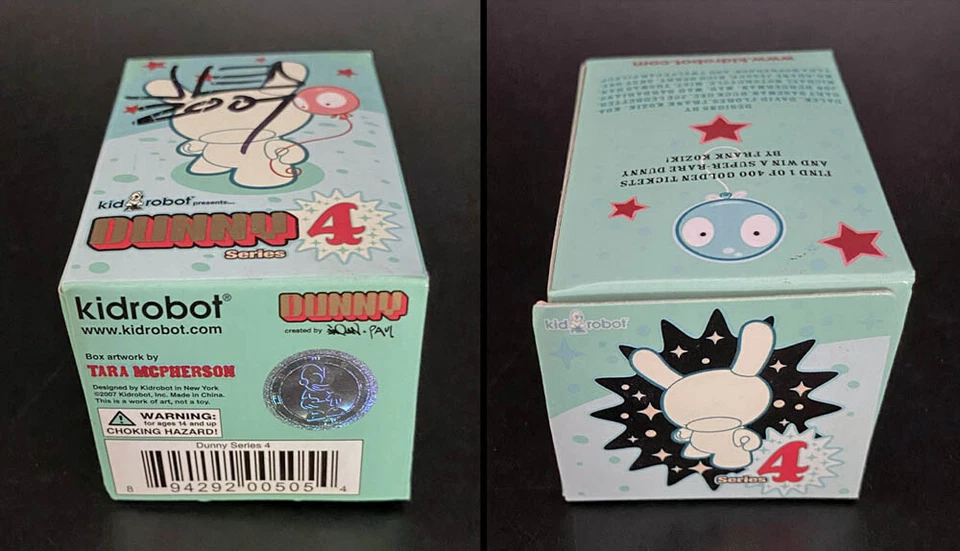 2007
kidrobot presents...
DUNNY 4
Series
kidrobot®
www.kidrobot.com
DUNNY
created by
Box artwork by
TARA MCPHERSON
Designed by Kidrobot in New York
©2007 Kidrobot, Inc. Made in China.
This is a work of art, not a toy.
WARNING:
for ages 14 and up
CHOKING HAZARD!
Dunny Series 4
8 94292 00505 4
www.kidrobot.com
DESIGNS BY
FIND 1 OF 400 GOLDEN TICKETS
AND WIN A SUPER-RARE DUNNY
BY FRANK KOZIK!
kidrobot®
Series 4